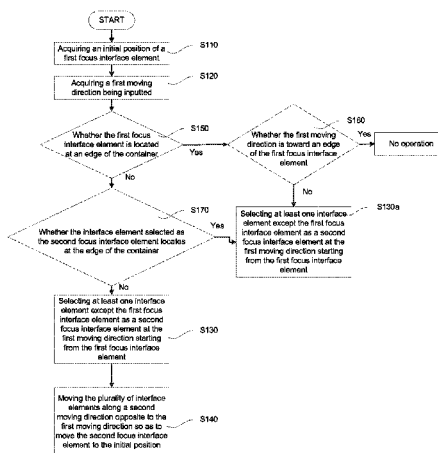 START
Acquiring an initial position of a
first focus interface element
S110
Acquiring a first moving
direction being inputted
S120
Whether the first focus
interface element is located
at an edge of the container
S150
Yes
No
Whether the first moving
direction is toward an edge
of the first focus interface
element
S160
Yes
No
No operation
Whether the interface element selected as
the second focus interface element locates
at the edge of the container
S170
Yes
No
Selecting at least one interface
element except the first focus
interface element as a second
focus interface element at the
first moving direction starting
from the first focus interface
element
S130a
Selecting at least one interface
element except the first focus
interface element as a second
focus interface element at the
first moving direction starting
from the first focus interface
element
S130
Moving the plurality of interface
elements along a second
moving direction opposite to
the first moving direction so as to
move the second focus interface
element to the initial position
S140